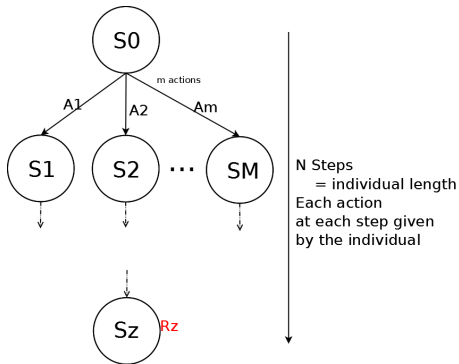 S0
m actions
A1
A2
Am
S1
S2
...
SM
N Steps
= individual length
Each action
at each step given
by the individual
Sz
Rz